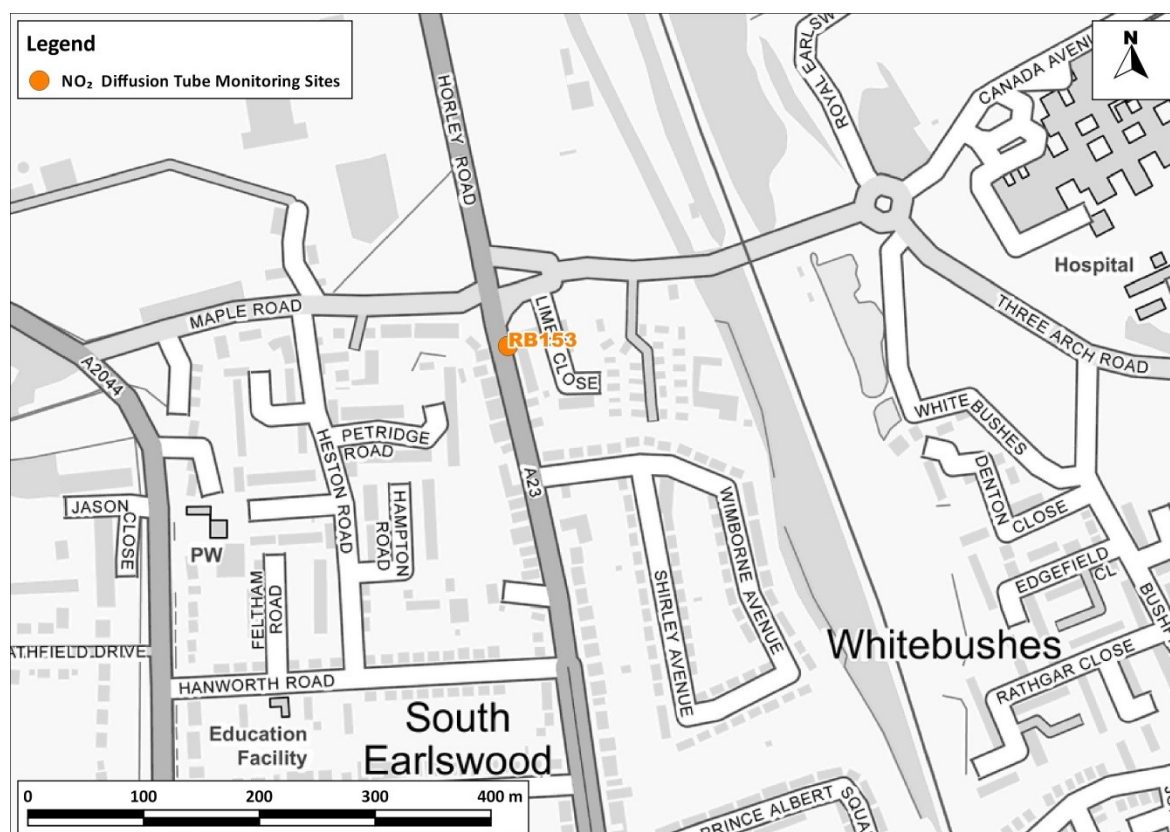 Legend
NO₂ Diffusion Tube Monitoring Sites
N
HORLEY ROAD
ROYAL EARLSW
CANADA AVEN
Hospital
MAPLE ROAD
LIME CLOSE
RB153
THREE ARCH ROAD
A2044
WHITE BUSHES
PETRIDGE
ROAD
HESTON ROAD
A23
DENTON CLOSE
HAMPTON
ROAD
WIMBORNE AVENUE
JASON
CLOSE
PW
EDGEFIELD
CL
BUSH
FELTHAM
ROAD
SHIRLEY AVENUE
Whitebushes
ATHFIELD DRIVE
RATHGAR CLOSE
HANWORTH ROAD
South
Earlswood
Education
Facility
0 100 200 300 400 m
PRINCE ALBERT SQUA